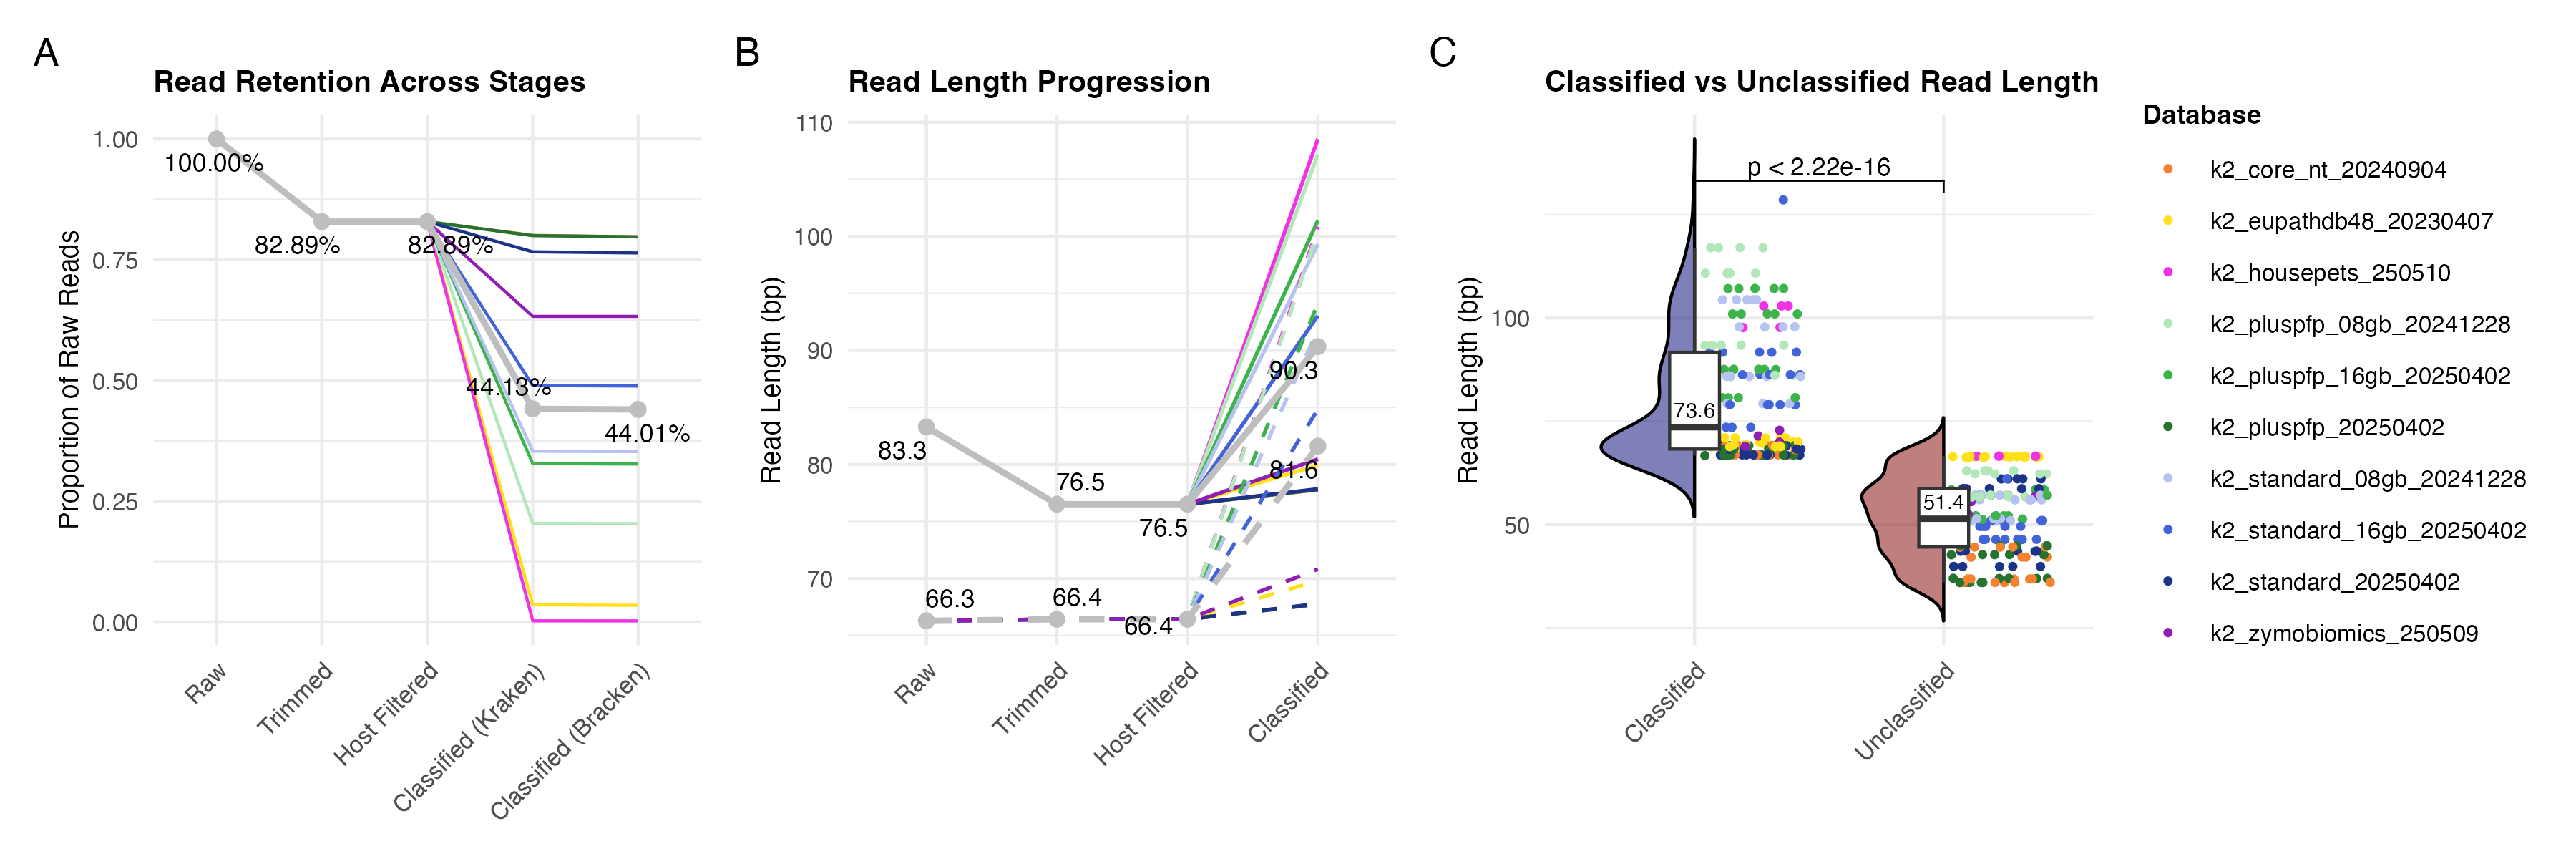 A
Read Retention Across Stages
Proportion of Raw Reads
1.00
0.75
0.50
0.25
0.00
100.00%
82.89%
82.89%
44.13%
44.01%
Raw
Trimmed
Host Filtered
Classified (Kraken)
Classified (Bracken)
B
Read Length Progression
Read Length (bp)
110
100
90
80
70
83.3
76.5
76.5
90.3
81.6
66.3
66.4
66.4
Raw
Trimmed
Host Filtered
Classified
C
Classified vs Unclassified Read Length
Read Length (bp)
100
50
p < 2.22e-16
73.6
51.4
Classified
Unclassified
Database
k2_core_nt_20240904
k2_eupathdb48_20230407
k2_housepets_250510
k2_pluspfp_08gb_20241228
k2_pluspfp_16gb_20250402
k2_pluspfp_20250402
k2_standard_08gb_20241228
k2_standard_16gb_20250402
k2_standard_20250402
k2_zymobiomics_250509